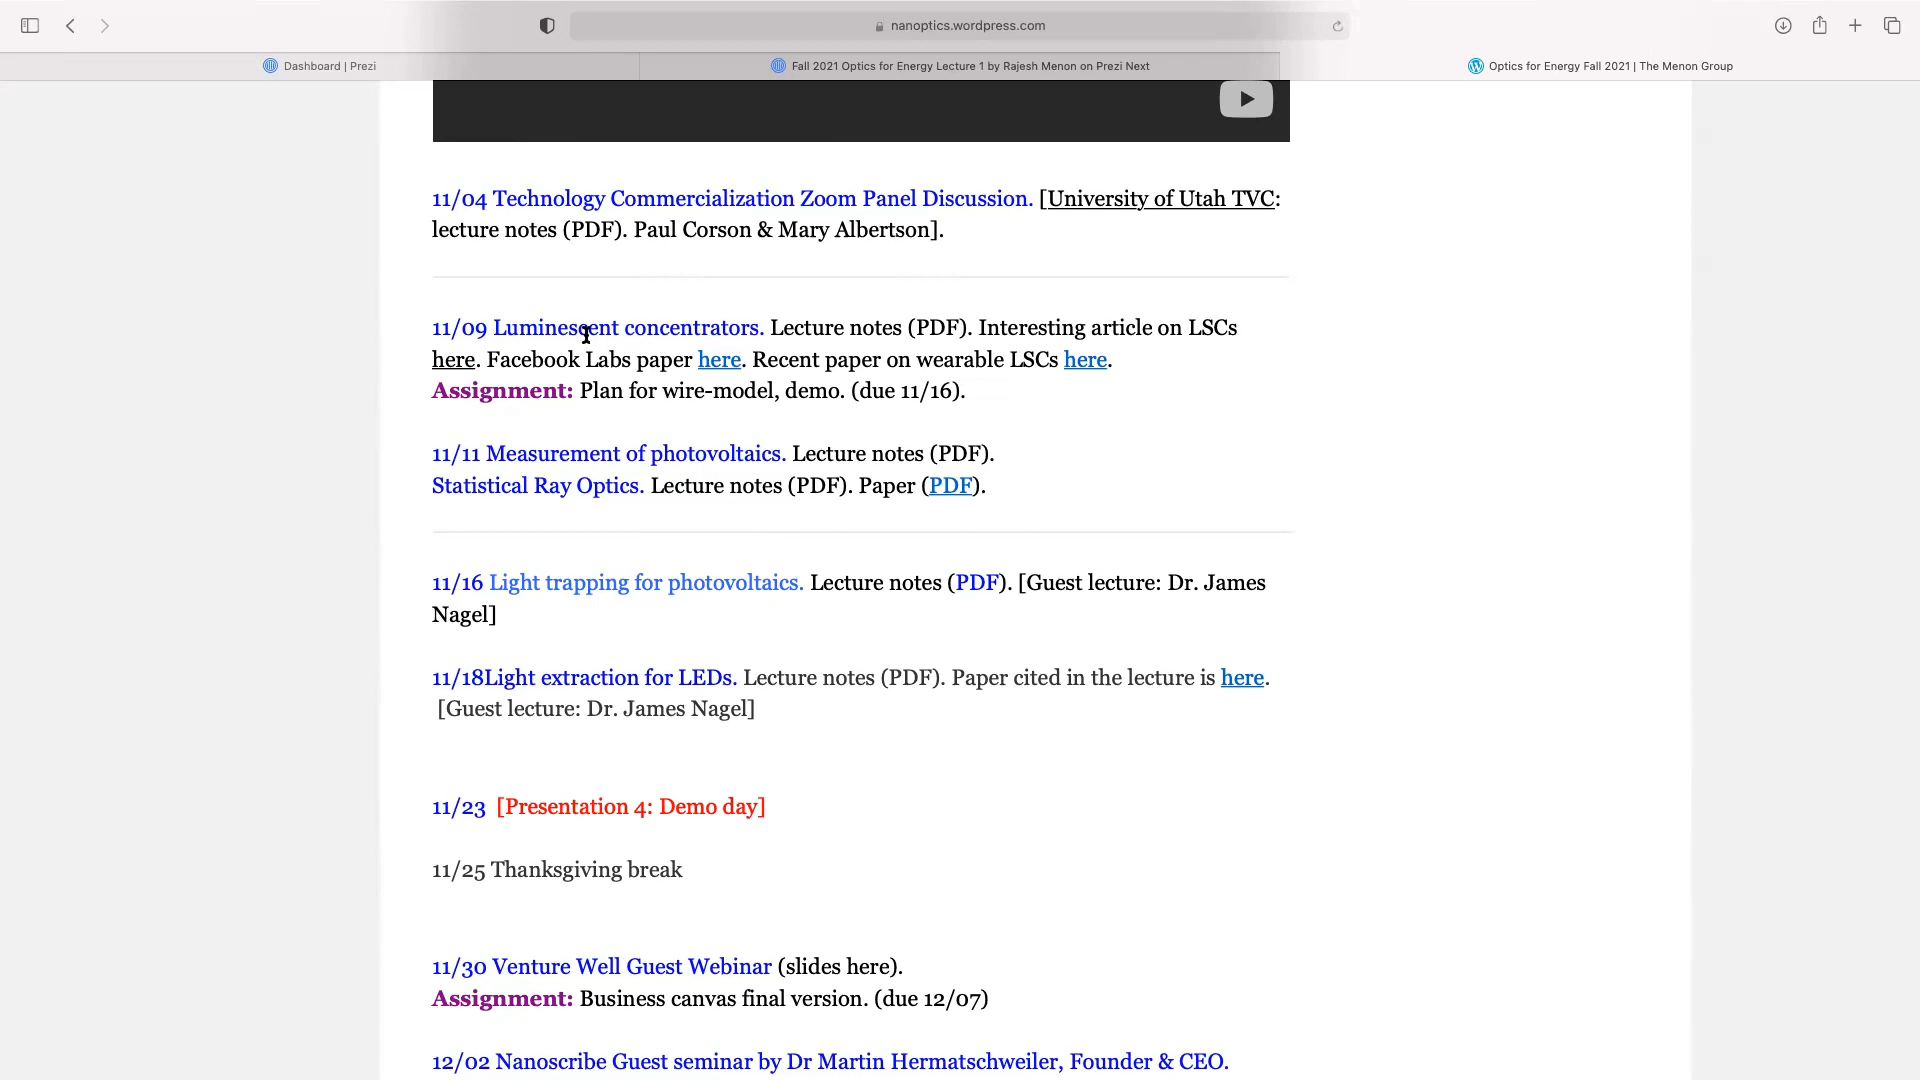 nanoptics.wordpress.com
Dashboard | Prezi
Fall 2021 Optics for Energy Lecture 1 by Rajesh Menon on Prezi Next
Optics for Energy Fall 2021 | The Menon Group
11/04 Technology Commercialization Zoom Panel Discussion. [University of Utah TVC:
lecture notes (PDF). Paul Corson & Mary Albertson].
11/09 Luminescent concentrators. Lecture notes (PDF). Interesting article on LSCs
here. Facebook Labs paper here. Recent paper on wearable LSCs here.
Assignment: Plan for wire-model, demo. (due 11/16).
11/11 Measurement of photovoltaics. Lecture notes (PDF).
Statistical Ray Optics. Lecture notes (PDF). Paper (PDF).
11/16 Light trapping for photovoltaics. Lecture notes (PDF). [Guest lecture: Dr. James
Nagel]
11/18Light extraction for LEDs. Lecture notes (PDF). Paper cited in the lecture is here.
[Guest lecture: Dr. James Nagel]
11/23 [Presentation 4: Demo day]
11/25 Thanksgiving break
11/30 Venture Well Guest Webinar (slides here).
Assignment: Business canvas final version. (due 12/07)
12/02 Nanoscribe Guest seminar by Dr Martin Hermatschweiler, Founder & CEO.